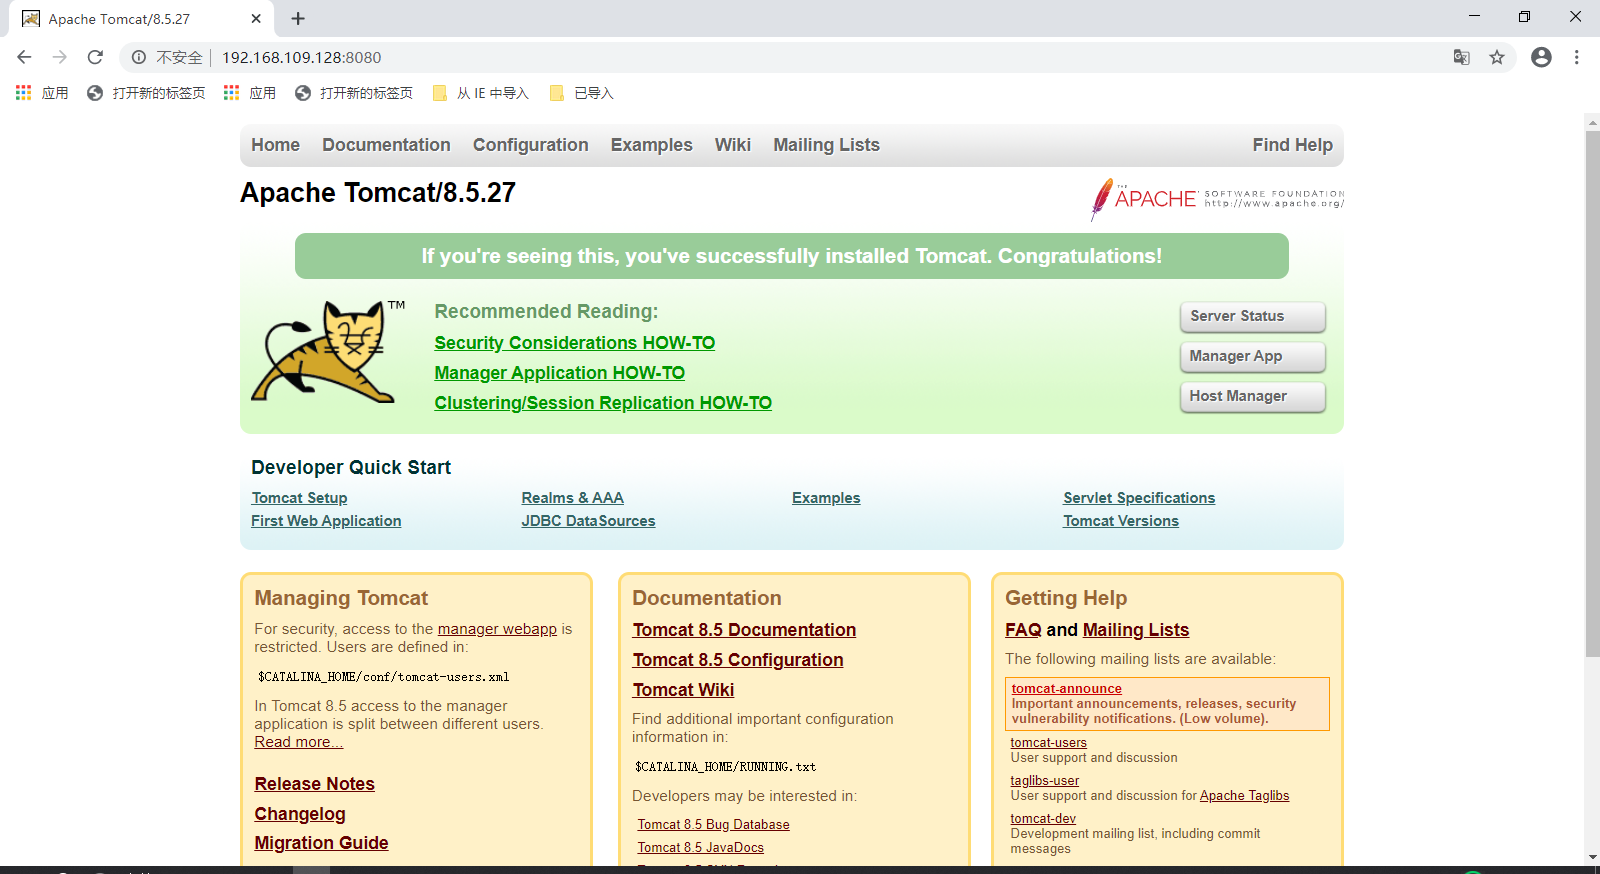 Apache Tomcat/8.5.27
不安全 192.168.109.128:8080
应用 打开新的标签页 应用 打开新的标签页 从 IE 中导入 已导入
Home Documentation Configuration Examples Wiki Mailing Lists Find Help
Apache Tomcat/8.5.27
THE APACHE SOFTWARE FOUNDATION
http://www.apache.org/
If you're seeing this, you've successfully installed Tomcat. Congratulations!
TM
Recommended Reading:
Security Considerations HOW-TO
Manager Application HOW-TO
Clustering/Session Replication HOW-TO
Server Status
Manager App
Host Manager
Developer Quick Start
Tomcat Setup
First Web Application
Realms & AAA
JDBC DataSources
Examples
Servlet Specifications
Tomcat Versions
Managing Tomcat
For security, access to the manager webapp is
restricted. Users are defined in:
$CATALINA_HOME/conf/tomcat-users.xml
In Tomcat 8.5 access to the manager
application is split between different users.
Read more...
Release Notes
Changelog
Migration Guide
Documentation
Tomcat 8.5 Documentation
Tomcat 8.5 Configuration
Tomcat Wiki
Find additional important configuration
information in:
$CATALINA_HOME/RUNNING.txt
Developers may be interested in:
Tomcat 8.5 Bug Database
Tomcat 8.5 JavaDocs
Getting Help
FAQ and Mailing Lists
The following mailing lists are available:
tomcat-announce
Important announcements, releases, security
vulnerability notifications. (Low volume).
tomcat-users
User support and discussion
taglibs-user
User support and discussion for Apache Taglibs
tomcat-dev
Development mailing list, including commit
messages